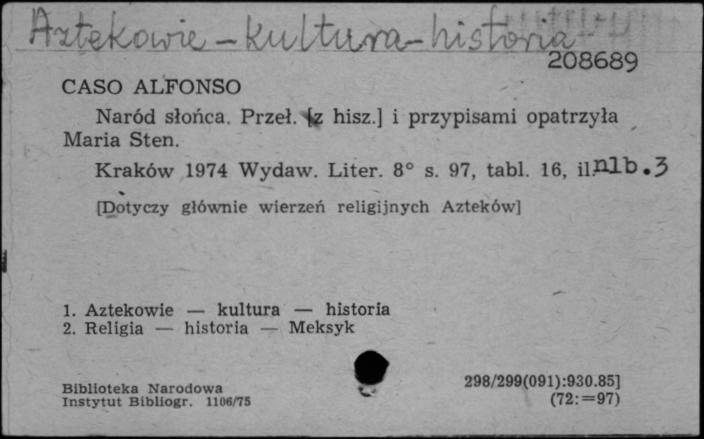 Aztekowie - kultura - historia
208689
CASO ALFONSO
Naród słońca. Przeł. [z hisz.] i przypisami opatrzyła
Maria Sten.
Kraków 1974 Wydaw. Liter. 8° s. 97, tabl. 16, il. nlb. 3
[Dotyczy głównie wierzeń religijnych Azteków]
1. Aztekowie — kultura — historia
2. Religia — historia — Meksyk
Biblioteka Narodowa
Instytut Bibliogr. 1106/75
298/299(091):930.85]
(72:=97)